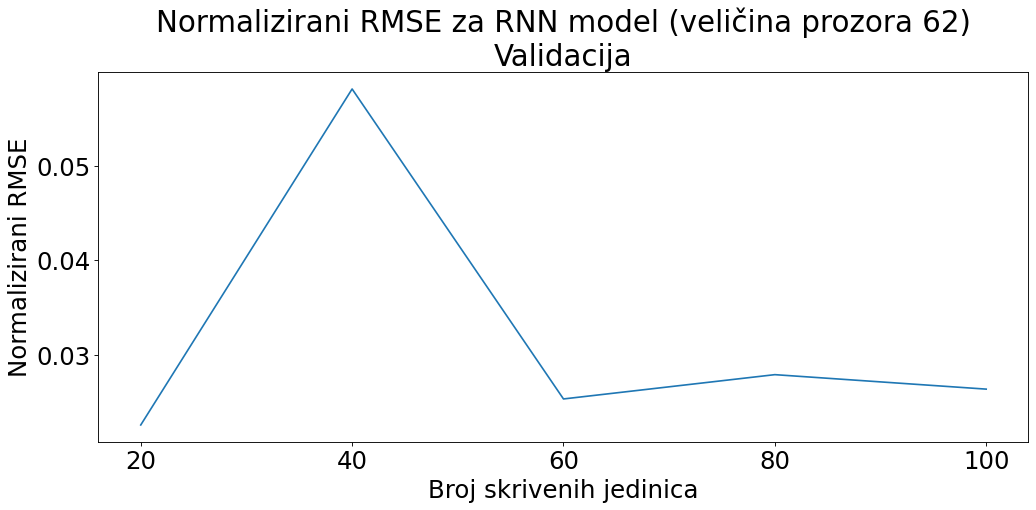 Normalizirani RMSE za RNN model (veličina prozora 62)
Validacija
Normalizirani RMSE
0.05
0.04
0.03
20 40 60 80 100
Broj skrivenih jedinica